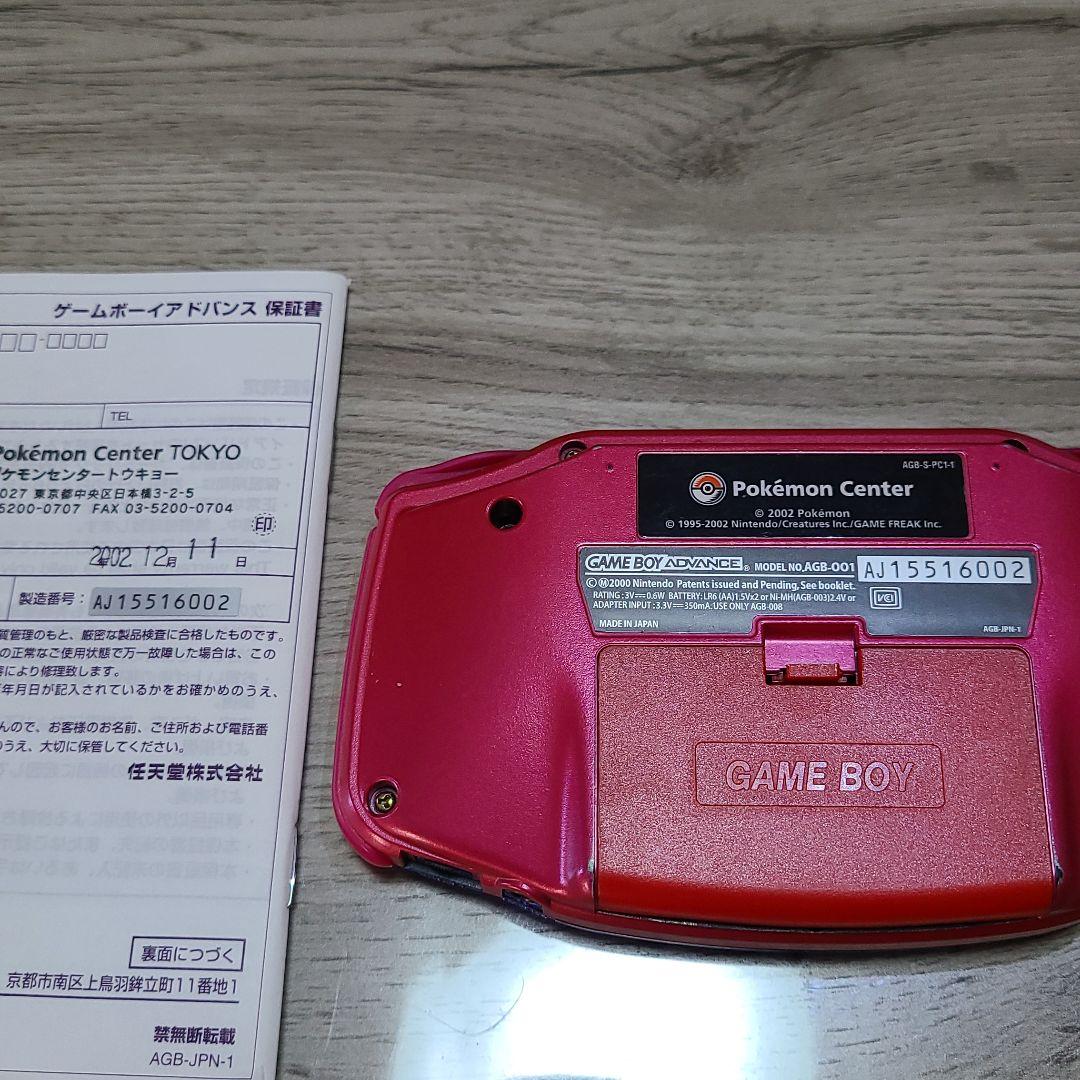 ゲームボーイアドバンス 保証書
TEL
Pokémon Center TOKYO
ポケモンセンタートウキョー
027 東京都中央区日本橋3-2-5
5200-0707 FAX 03-5200-0704
印
2002.12月11日
製造番号: AJ15516002
質管理のもと、厳密な製品検査に合格したものです。
の正常なご使用状態で万一故障した場合は、この
により修理致します。
年月日が記入されているかをお確かめのうえ、
んので、お客様のお名前、ご住所および電話番
のうえ、大切に保管してください。
任天堂株式会社
裏面につづく
京都市南区上鳥羽鉾立町11番地1
禁無断転載
AGB-JPN-1
AGB-S-PC1-1
Pokémon Center
© 2002 Pokémon
© 1995-2002 Nintendo/Creatures Inc./GAME FREAK Inc.
GAME BOY ADVANCE® MODEL NO.AGB-001 AJ15516002
©Ⓜ2000 Nintendo Patents issued and Pending, See booklet.
RATING : 3V⎓0.6W BATTERY: LR6 (AA)1.5Vx2 or Ni-MH(AGB-003)2.4V or
ADAPTER INPUT : 3.3V⎓350mA: USE ONLY AGB-008
VCI
MADE IN JAPAN
AGB-JPN-1
GAME BOY